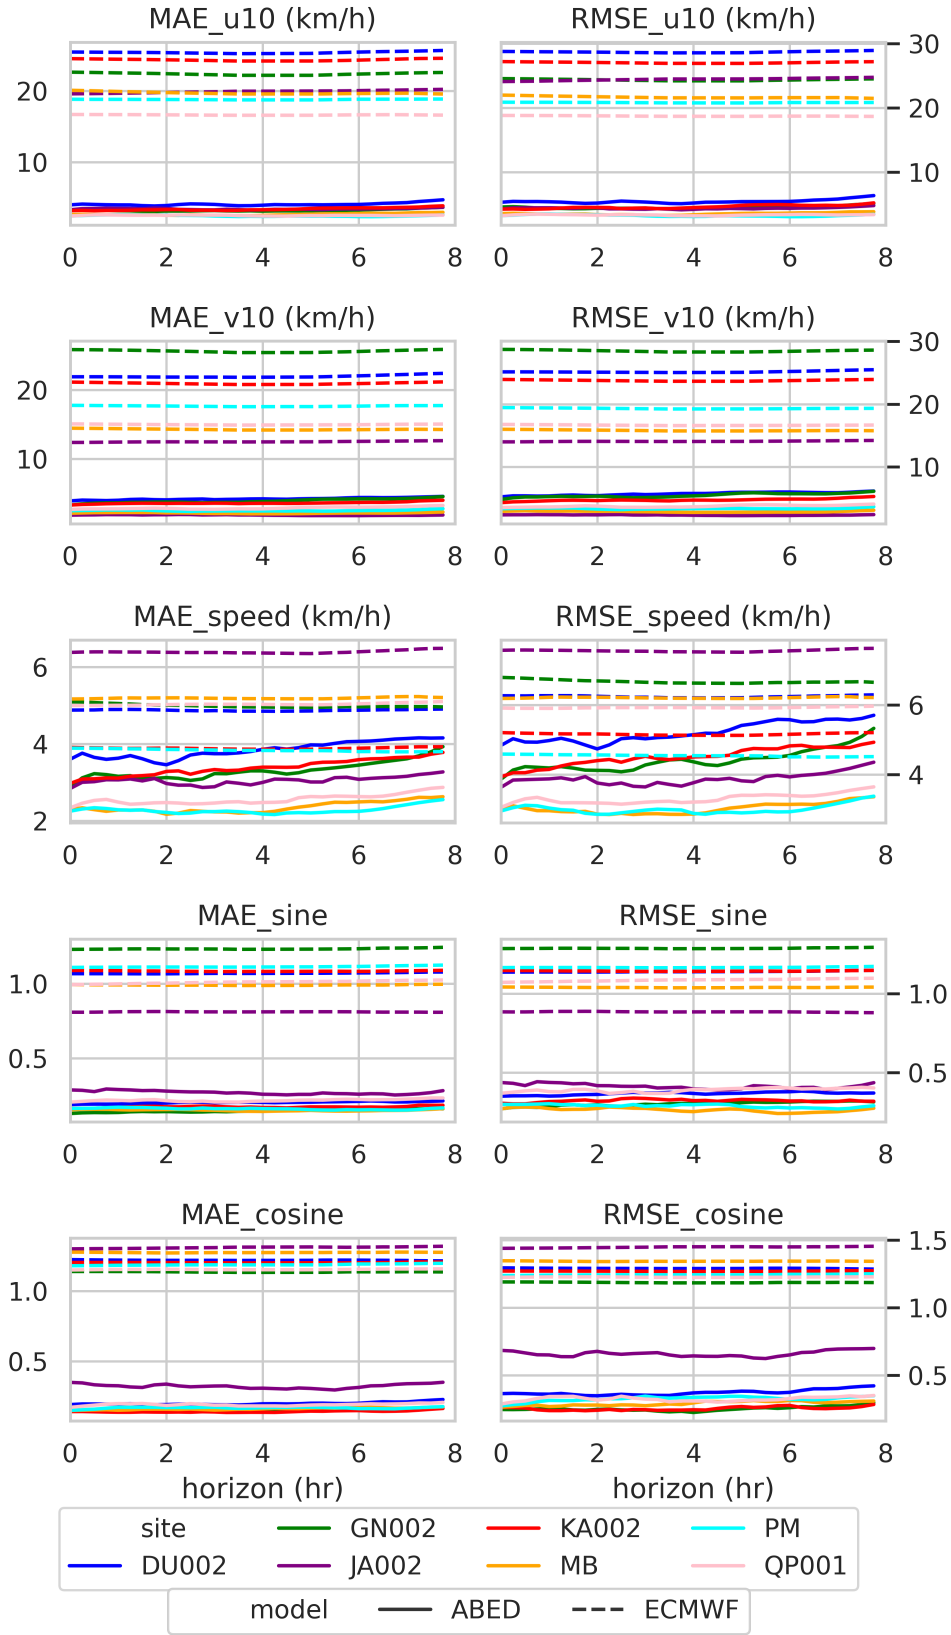 MAE_u10 (km/h) RMSE_u10 (km/h)
30
20
20
10
10
0 2 4 6 8 0 2 4 6 8
MAE_v10 (km/h) RMSE_v10 (km/h)
30
20
20
10
10
0 2 4 6 8 0 2 4 6 8
MAE_speed (km/h) RMSE_speed (km/h)
6
6
4
4
2
0 2 4 6 8 0 2 4 6 8
MAE_sine RMSE_sine
1.0
1.0
0.5
0.5
0 2 4 6 8 0 2 4 6 8
MAE_cosine RMSE_cosine
1.5
1.0
1.0
0.5
0.5
0 2 4 6 8 0 2 4 6 8
horizon (hr) horizon (hr)
site GN002 KA002 PM
DU002 JA002 MB QP001
model ABED ECMWF